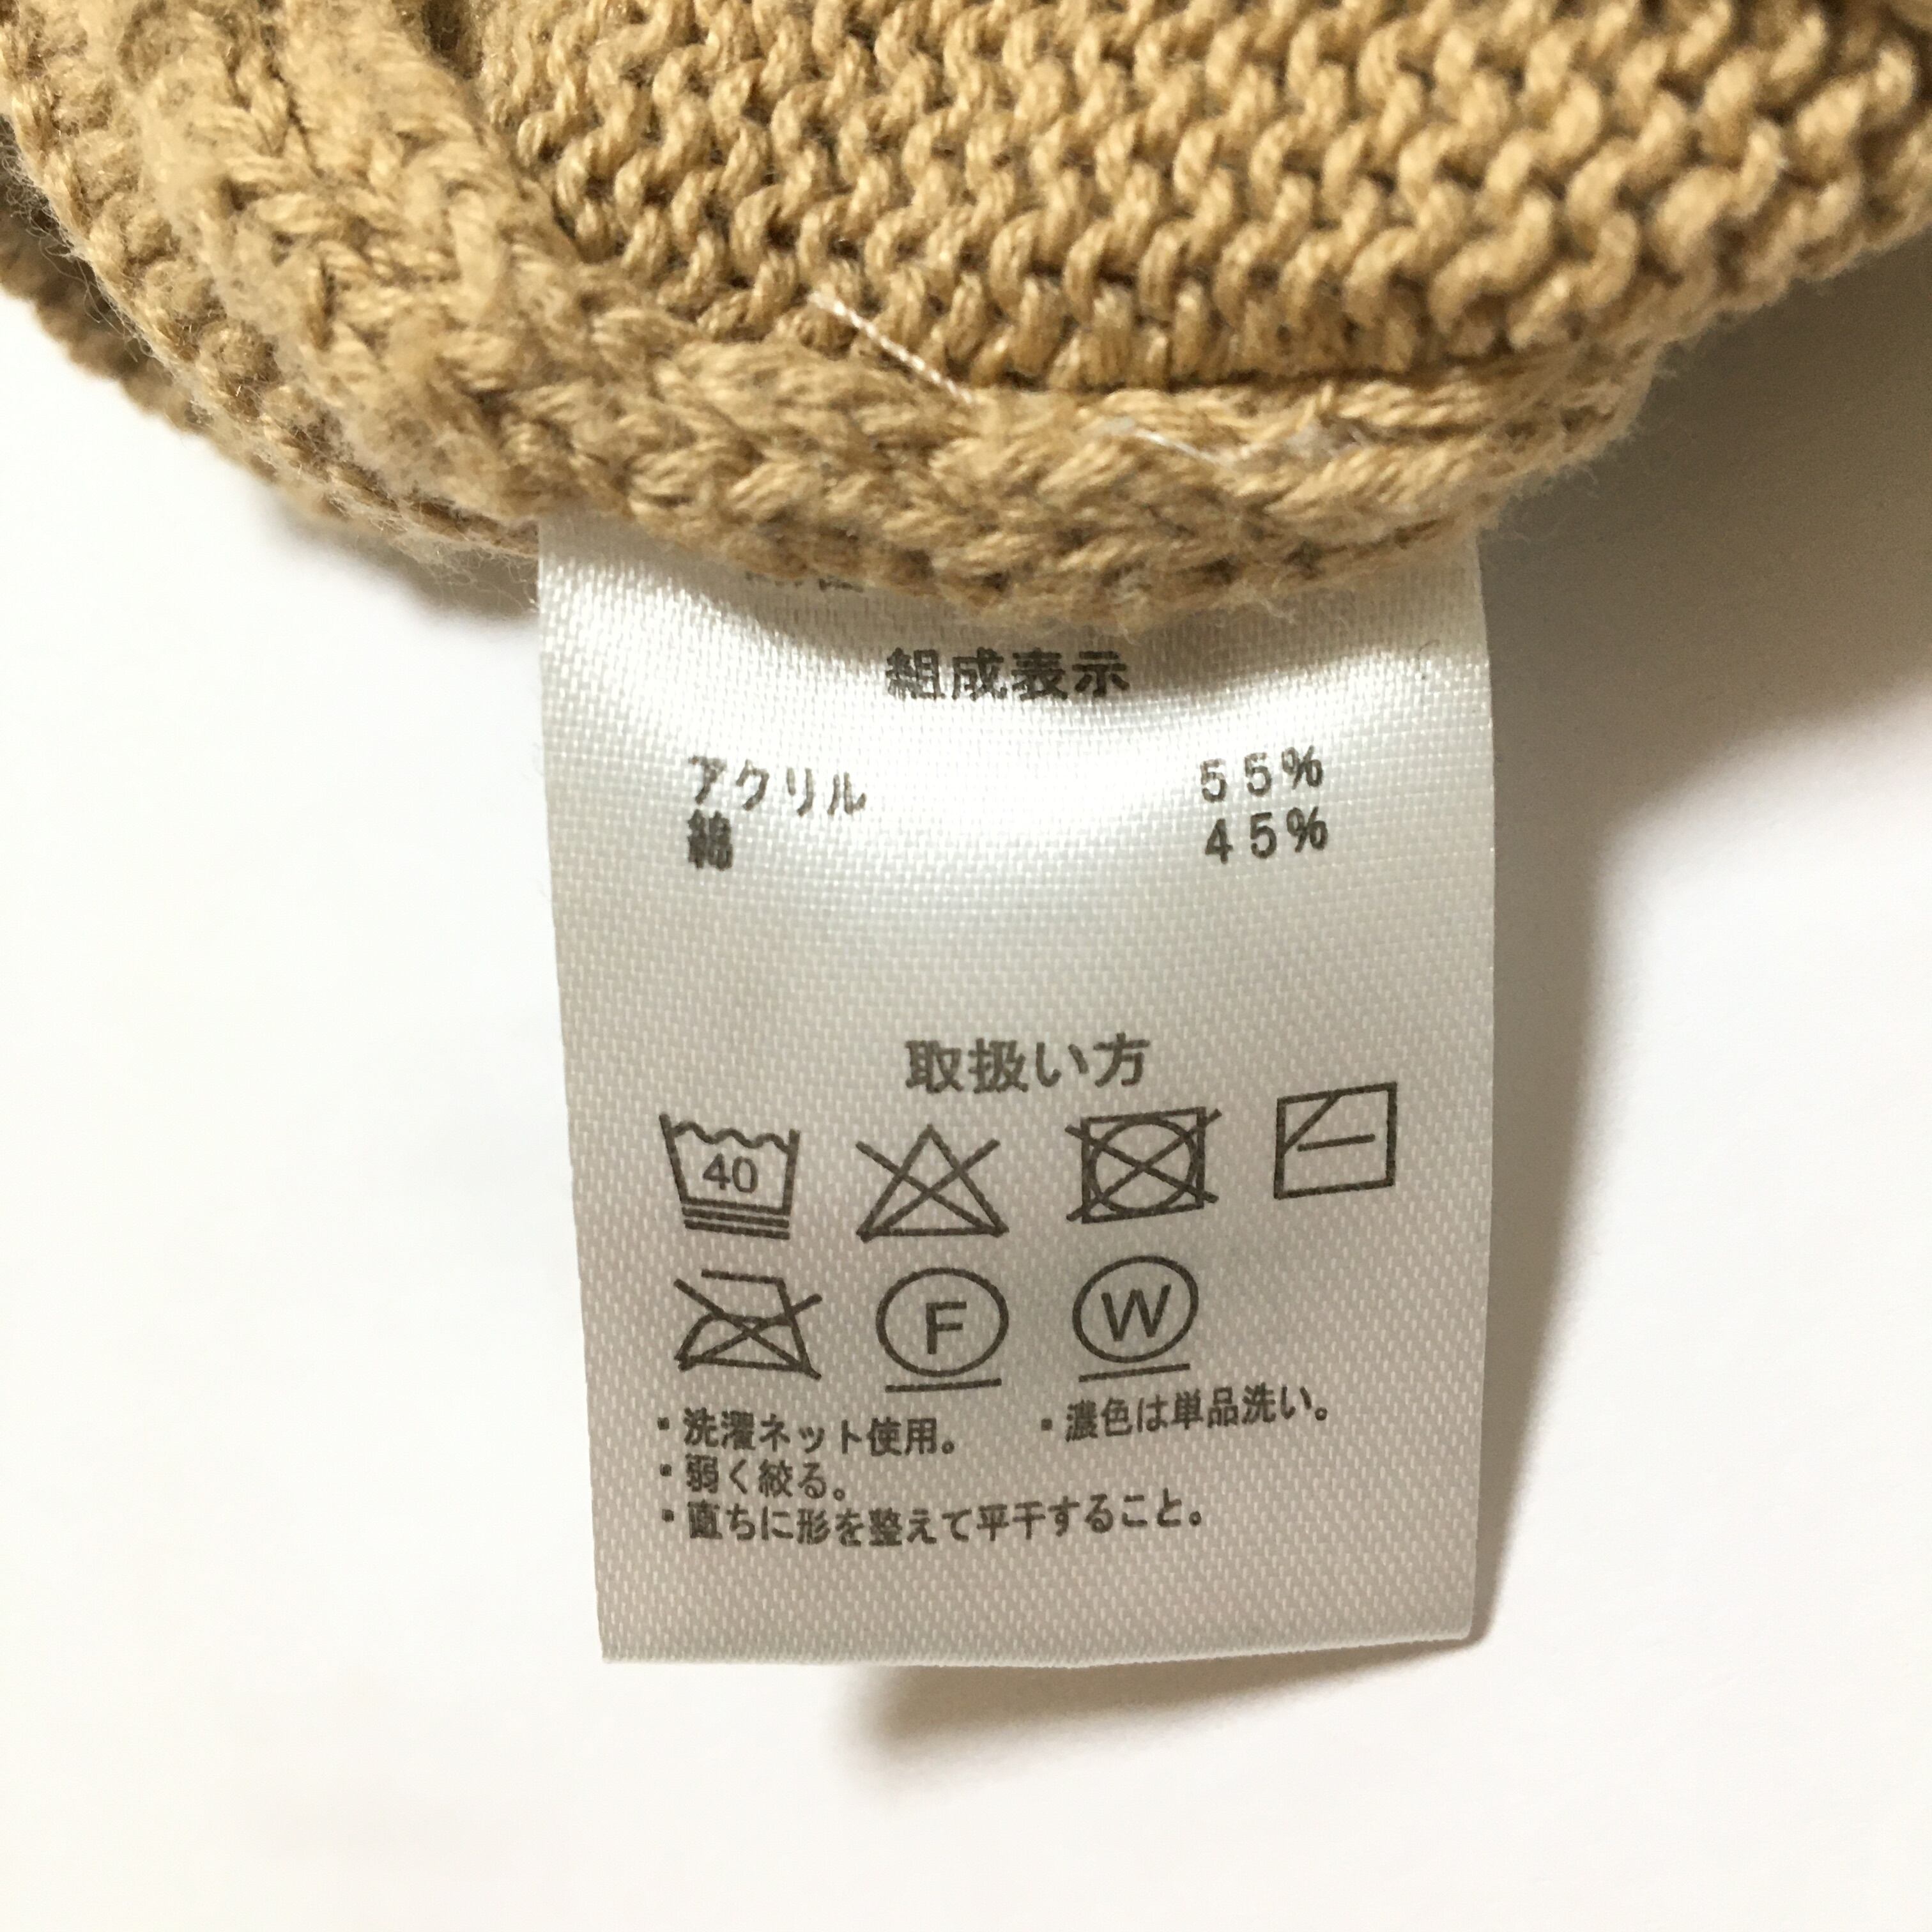 組成表示
アクリル 55%
綿 45%
取扱い方
40
F W
・洗濯ネット使用。 ・濃色は単品洗い。
・弱く絞る。
・直ちに形を整えて平干すること。